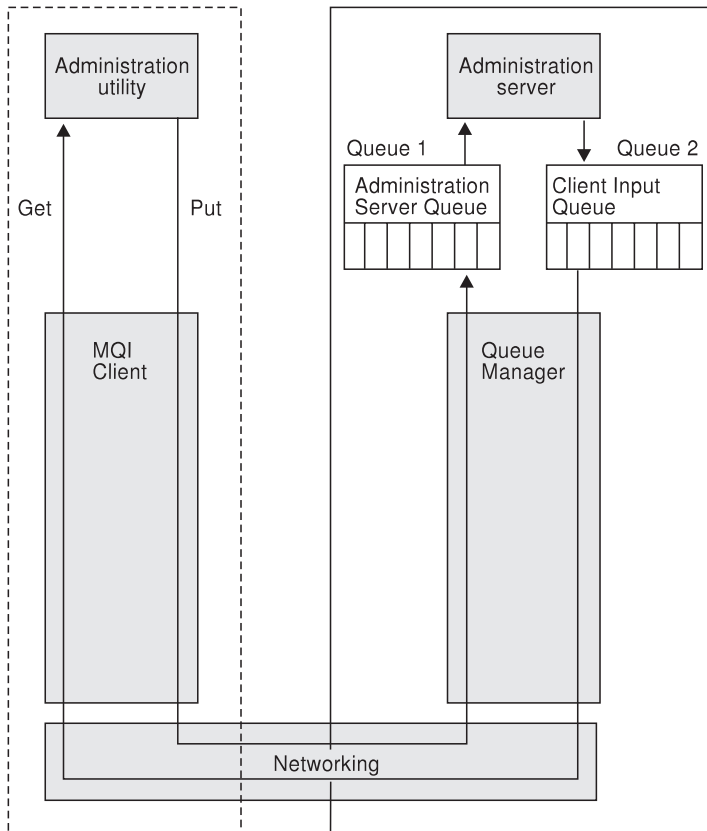 Administration
utility
Administration
server
Queue 1
Queue 2
Administration
Server Queue
Client Input
Queue
Get
Put
MQI
Client
Queue
Manager
Networking